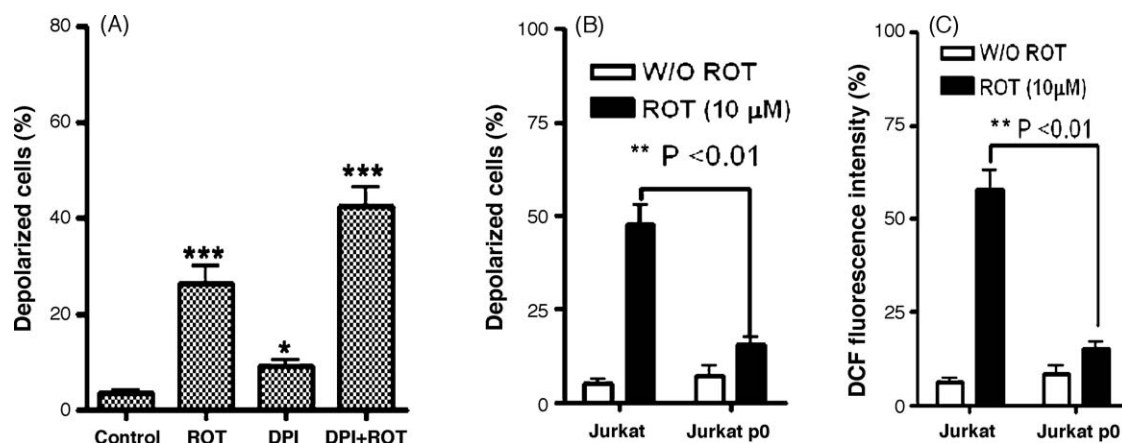 (A)
Depolarized cells (%)
80
60
40
20
0
***
*
***
Control ROT DPI DPI+ROT
(B)
Depolarized cells (%)
100
75
50
25
0
W/O ROT
ROT (10 µM)
** P <0.01
Jurkat Jurkat p0
(C)
DCF fluorescence intensity (%)
100
75
50
25
0
W/O ROT
ROT (10µM)
** P <0.01
Jurkat Jurkat p0